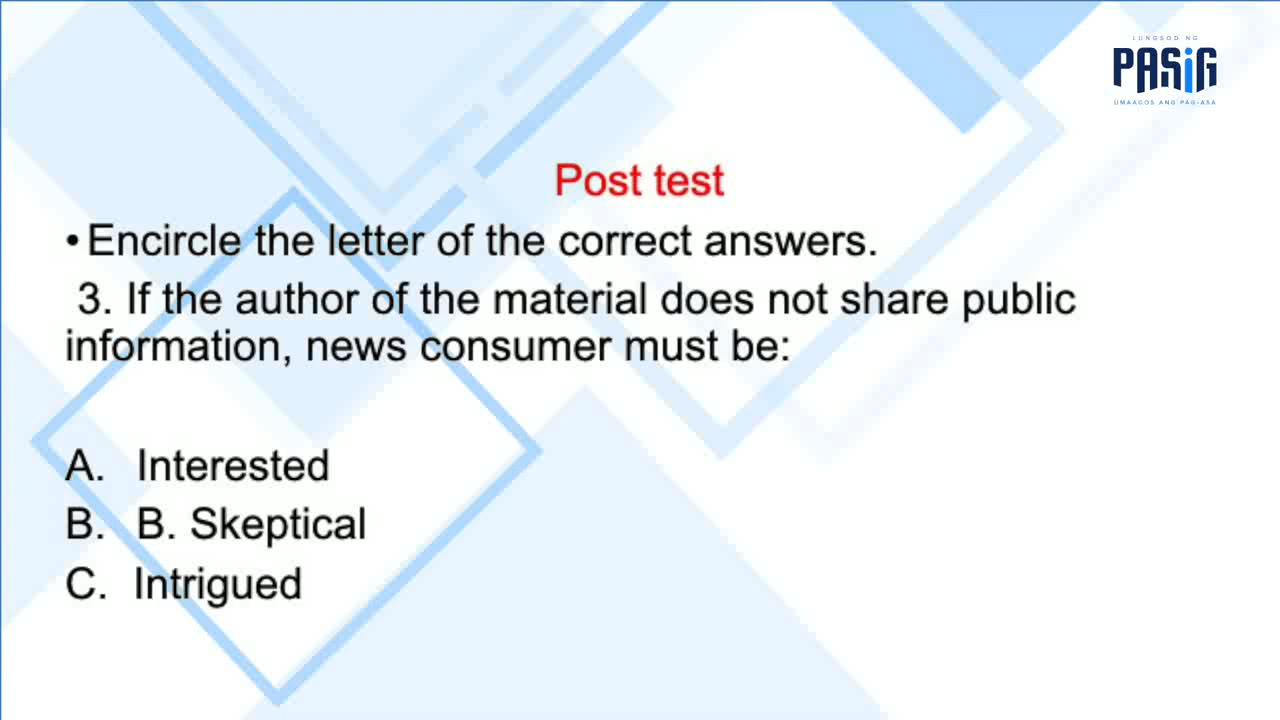 LUNGSOD NG
PASiG
UMAAGOS ANG PAG-ASA
Post test
• Encircle the letter of the correct answers.
3. If the author of the material does not share public
information, news consumer must be:
A. Interested
B. B. Skeptical
C. Intrigued